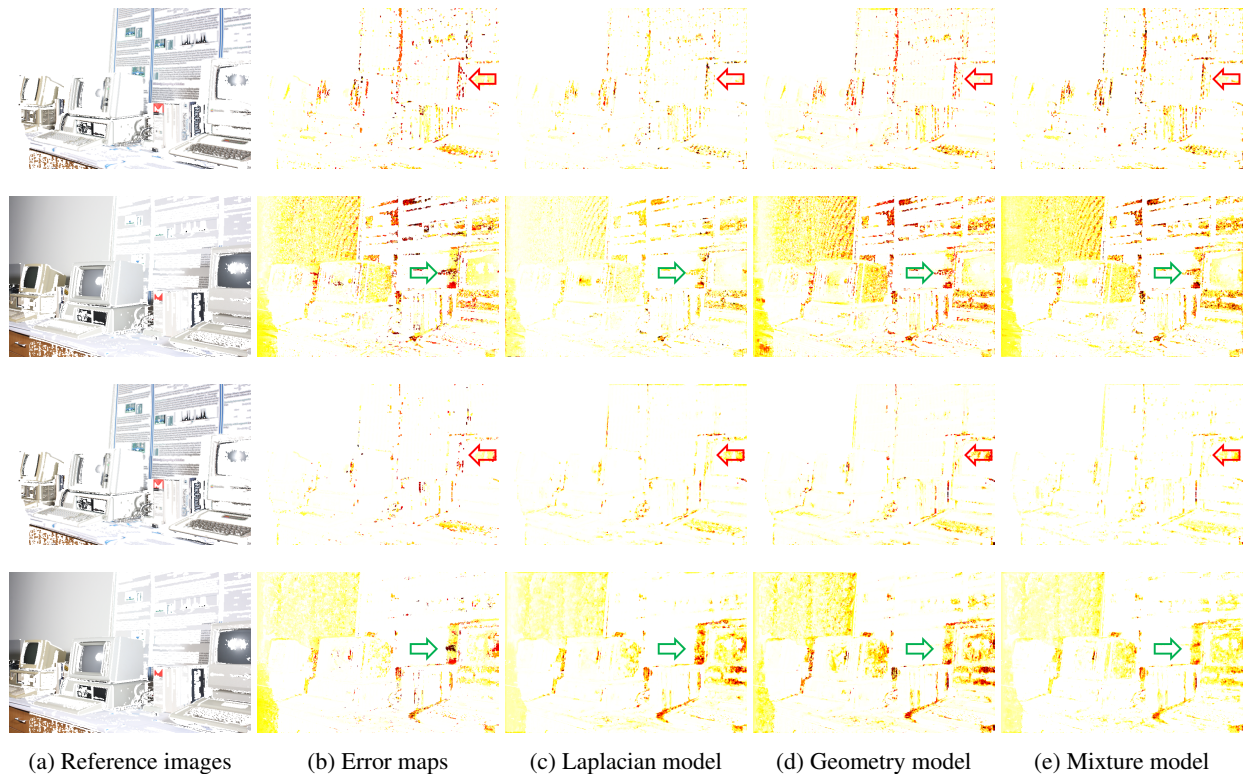 (a) Reference images
(b) Error maps
(c) Laplacian model
(d) Geometry model
(e) Mixture model